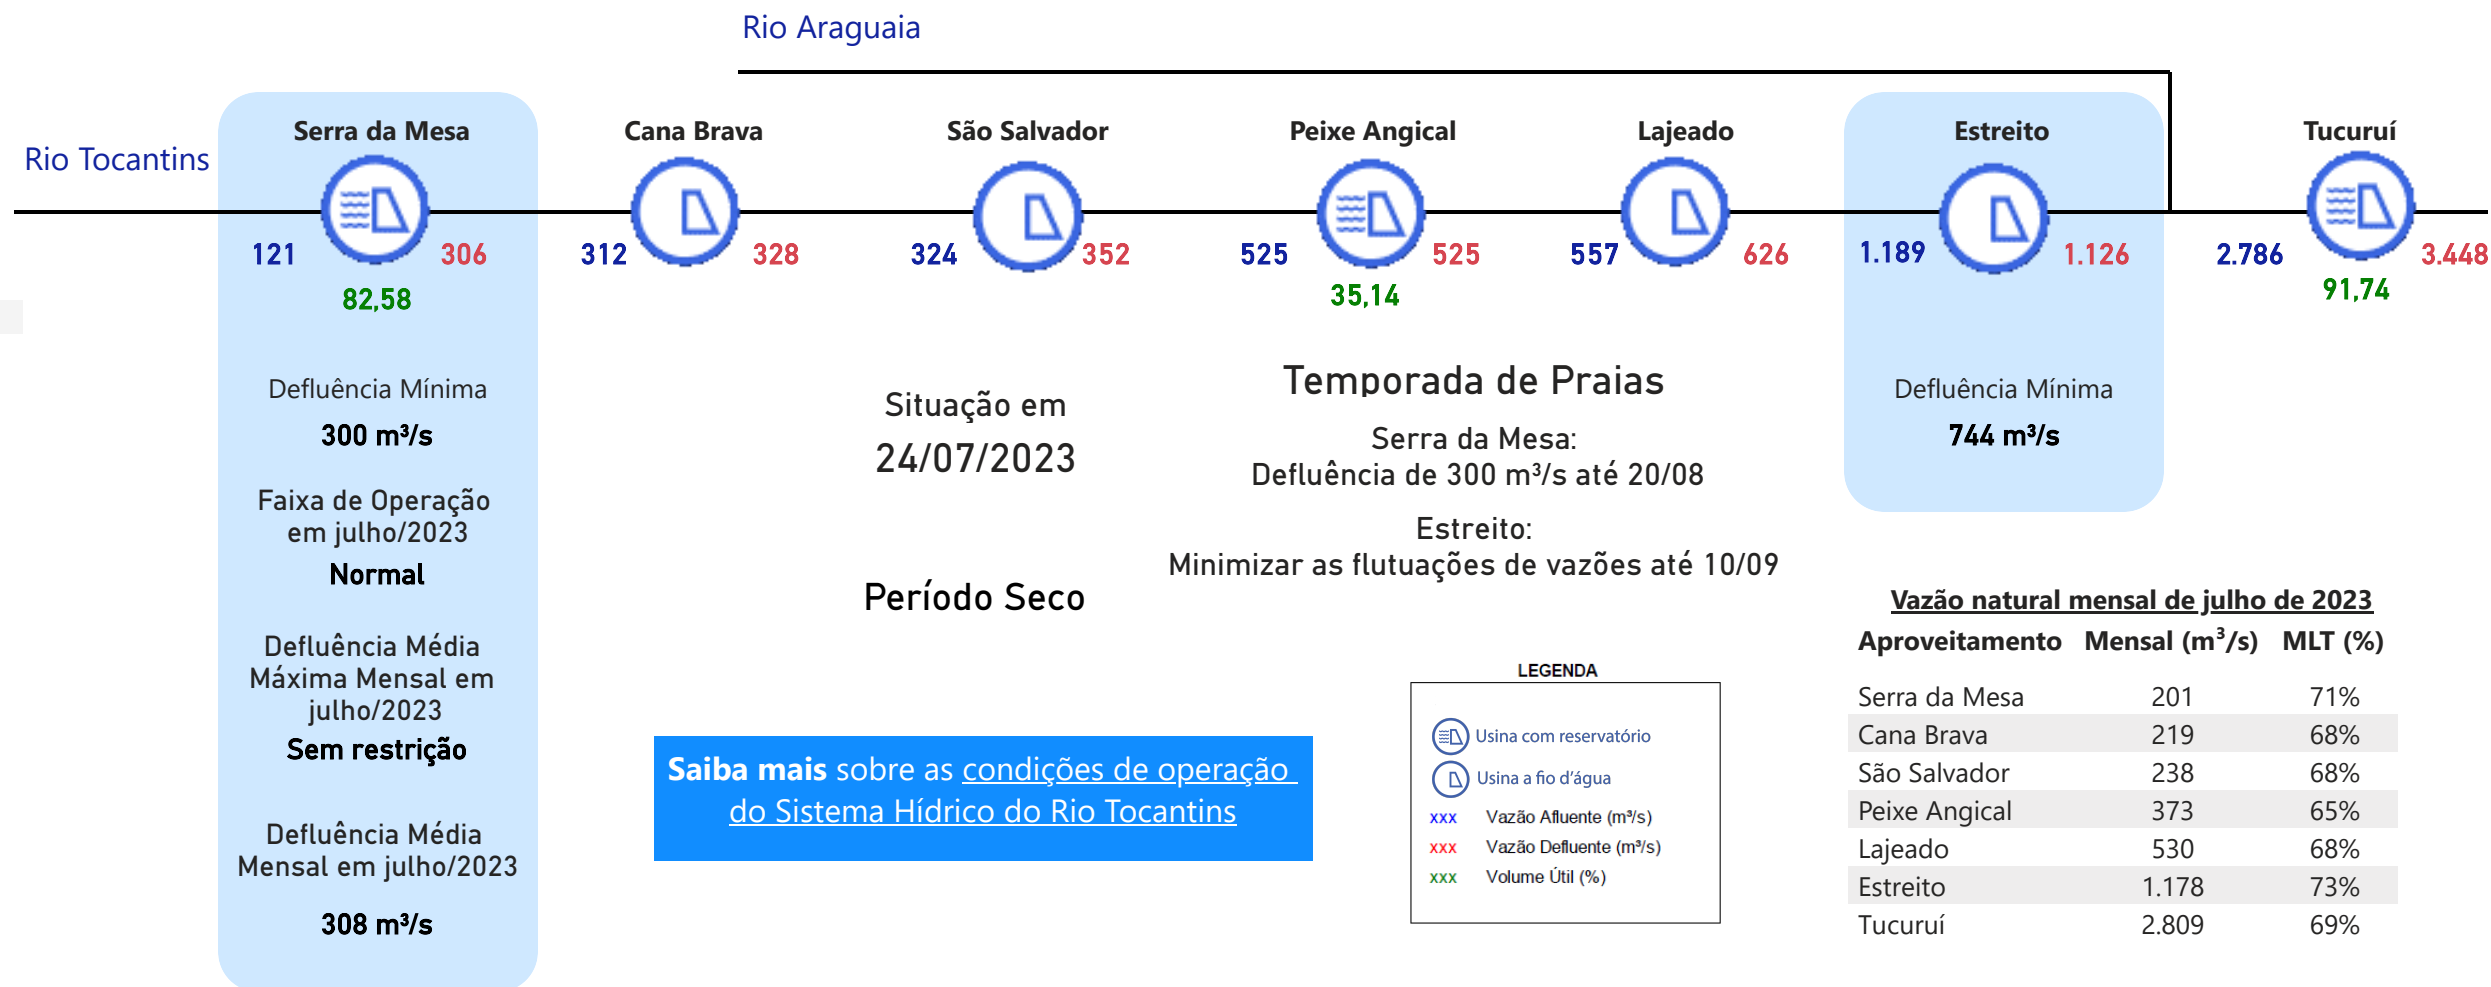 Rio Araguaia
Rio Tocantins
Serra da Mesa
Cana Brava
São Salvador
Peixe Angical
Lajeado
Estreito
Tucuruí
121
306
312
328
324
352
525
525
557
626
1.189
1.126
2.786
3.448
82,58
35,14
91,74
Defluência Mínima
300 m³/s
Faixa de Operação
em julho/2023
Normal
Defluência Média
Máxima Mensal em
julho/2023
Sem restrição
Defluência Média
Mensal em julho/2023
308 m³/s
Situação em
24/07/2023
Período Seco
Temporada de Praias
Serra da Mesa:
Defluência de 300 m³/s até 20/08
Estreito:
Minimizar as flutuações de vazões até 10/09
Defluência Mínima
744 m³/s
Saiba mais sobre as condições de operação
do Sistema Hídrico do Rio Tocantins
LEGENDA
Usina com reservatório
Usina a fio d'água
xxx Vazão Afluente (m³/s)
xxx Vazão Defluente (m³/s)
xxx Volume Útil (%)
Vazão natural mensal de julho de 2023
Aproveitamento Mensal (m³/s) MLT (%)
Serra da Mesa 201 71%
Cana Brava 219 68%
São Salvador 238 68%
Peixe Angical 373 65%
Lajeado 530 68%
Estreito 1.178 73%
Tucuruí 2.809 69%